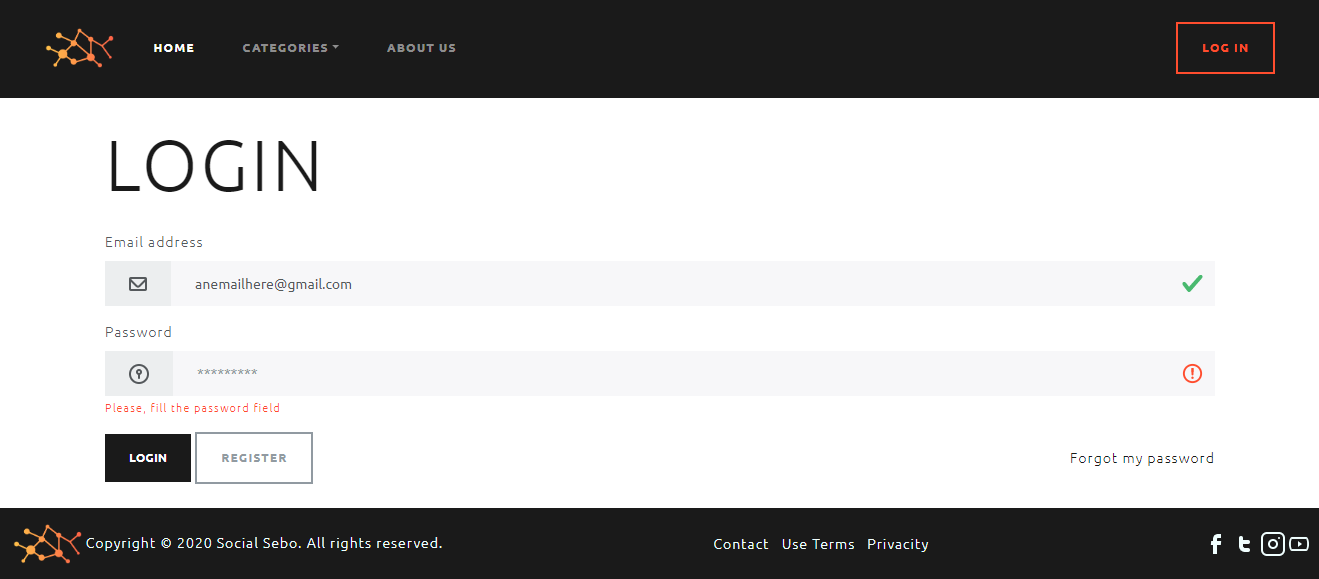 HOME CATEGORIES ABOUT US LOG IN
LOGIN
Email address
anemailhere@gmail.com
Password
*********
Please, fill the password field
LOGIN REGISTER Forgot my password
Copyright © 2020 Social Sebo. All rights reserved. Contact Use Terms Privacity